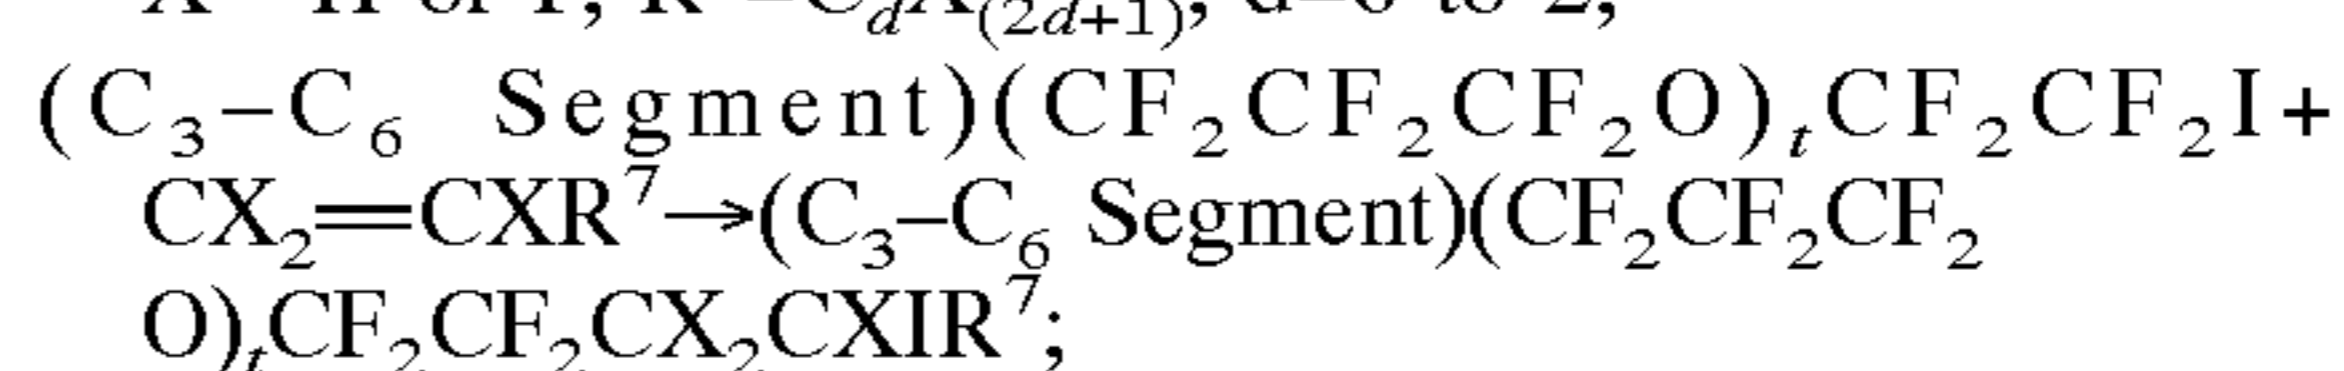 (C₃–C₆ Segment)(CF₂CF₂CF₂O)ₜCF₂CF₂I+
CX₂=CXR⁷→(C₃–C₆ Segment)(CF₂CF₂CF₂
O)ₜCF₂CF₂CX₂CXIR⁷;